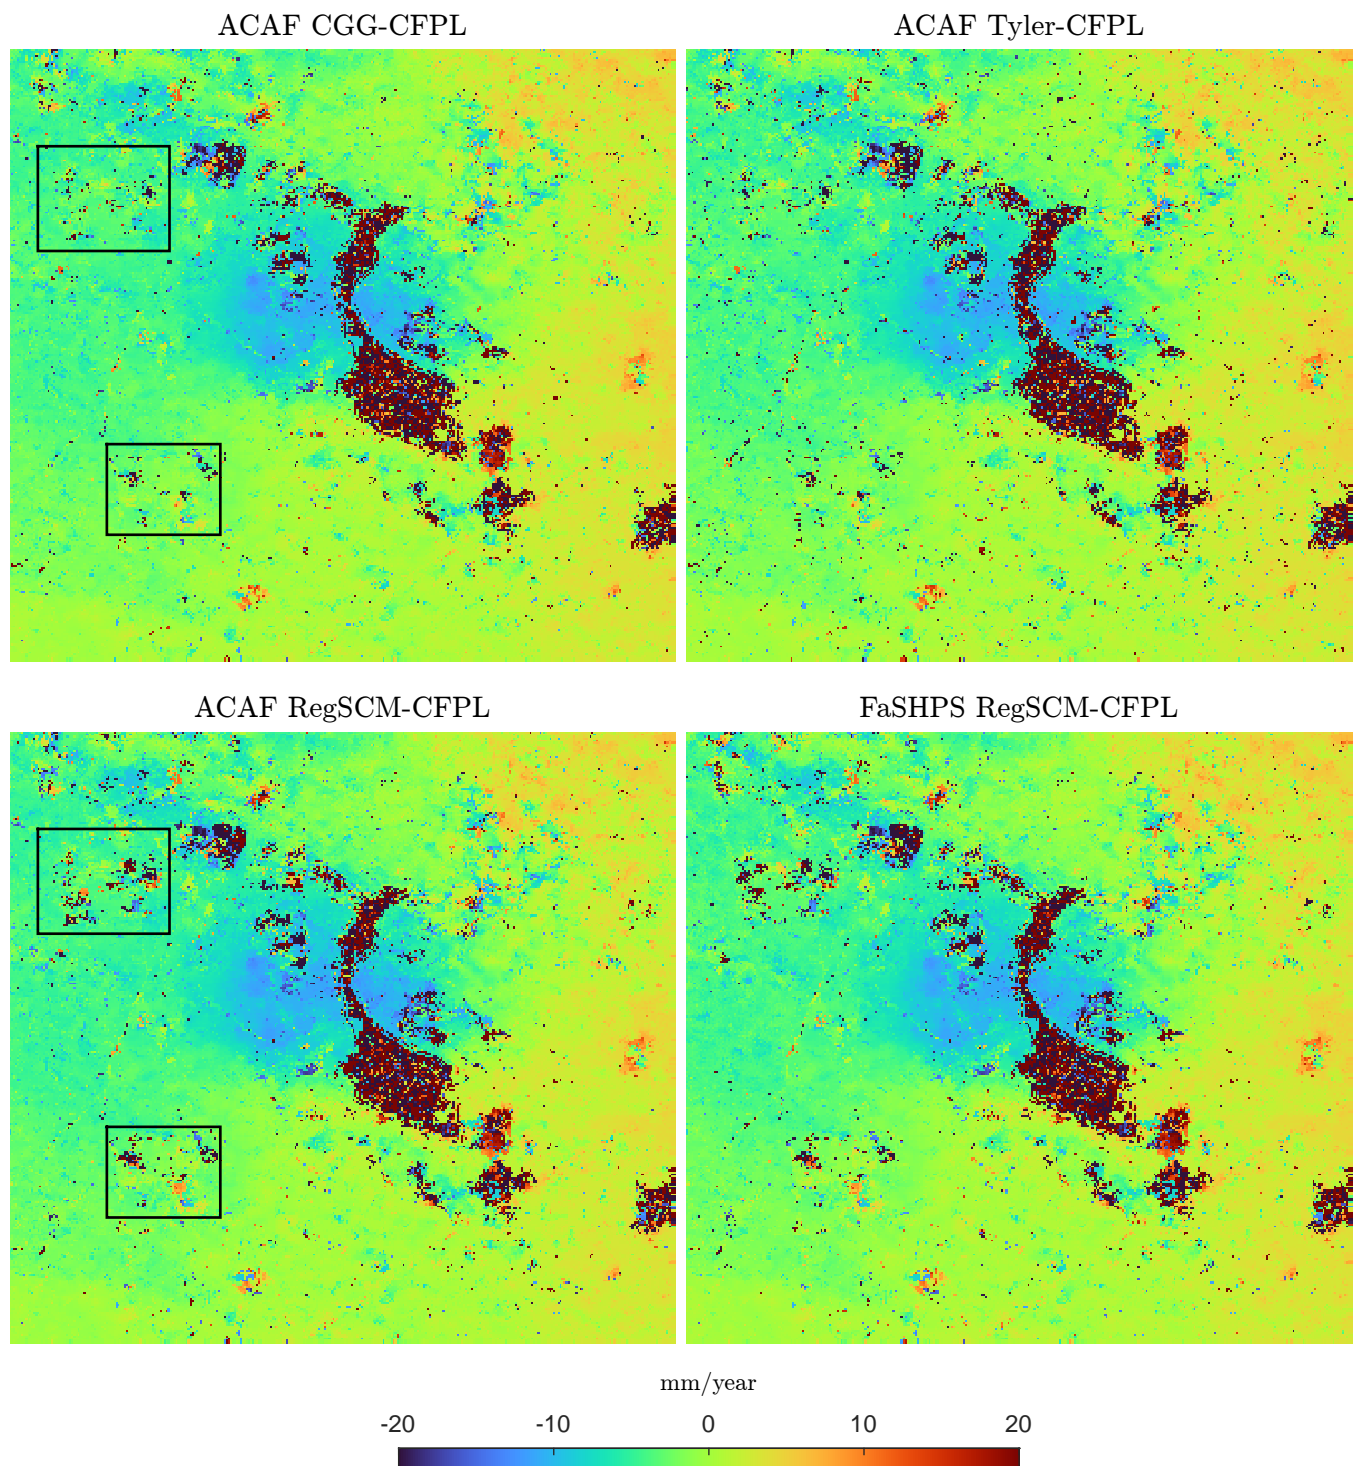 ACAF CGG-CFPL
ACAF Tyler-CFPL
ACAF RegSCM-CFPL
FaSHPS RegSCM-CFPL
mm/year
-20 -10 0 10 20